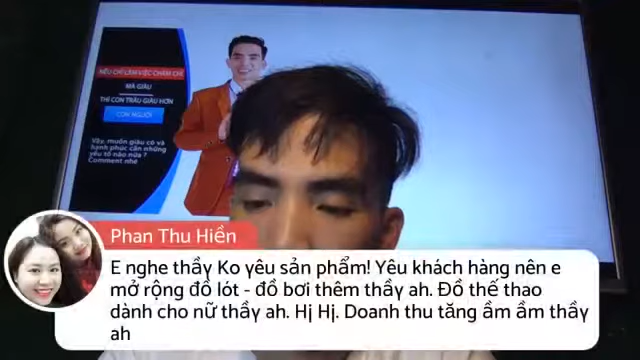 NẾU CHỈ LÀM VIỆC CHĂM CHỈ
MÀ GIÀU
THÌ CON TRÂU GIÀU HƠN
CON NGƯỜI
Vậy, muốn giàu có và
hạnh phúc cần những
yếu tố nào nữa ?
Comment nhé
Phan Thu Hiền
E nghe thầy Ko yêu sản phẩm! Yêu khách hàng nên e
mở rộng đồ lót - đồ bơi thêm thầy ah. Đồ thể thao
dành cho nữ thầy ah. Hị Hị. Doanh thu tăng ầm ầm thầy
ah